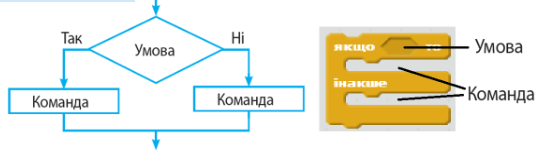 Так
Ні
Умова
Команда
Команда
якщо то
інакше
Умова
Команда